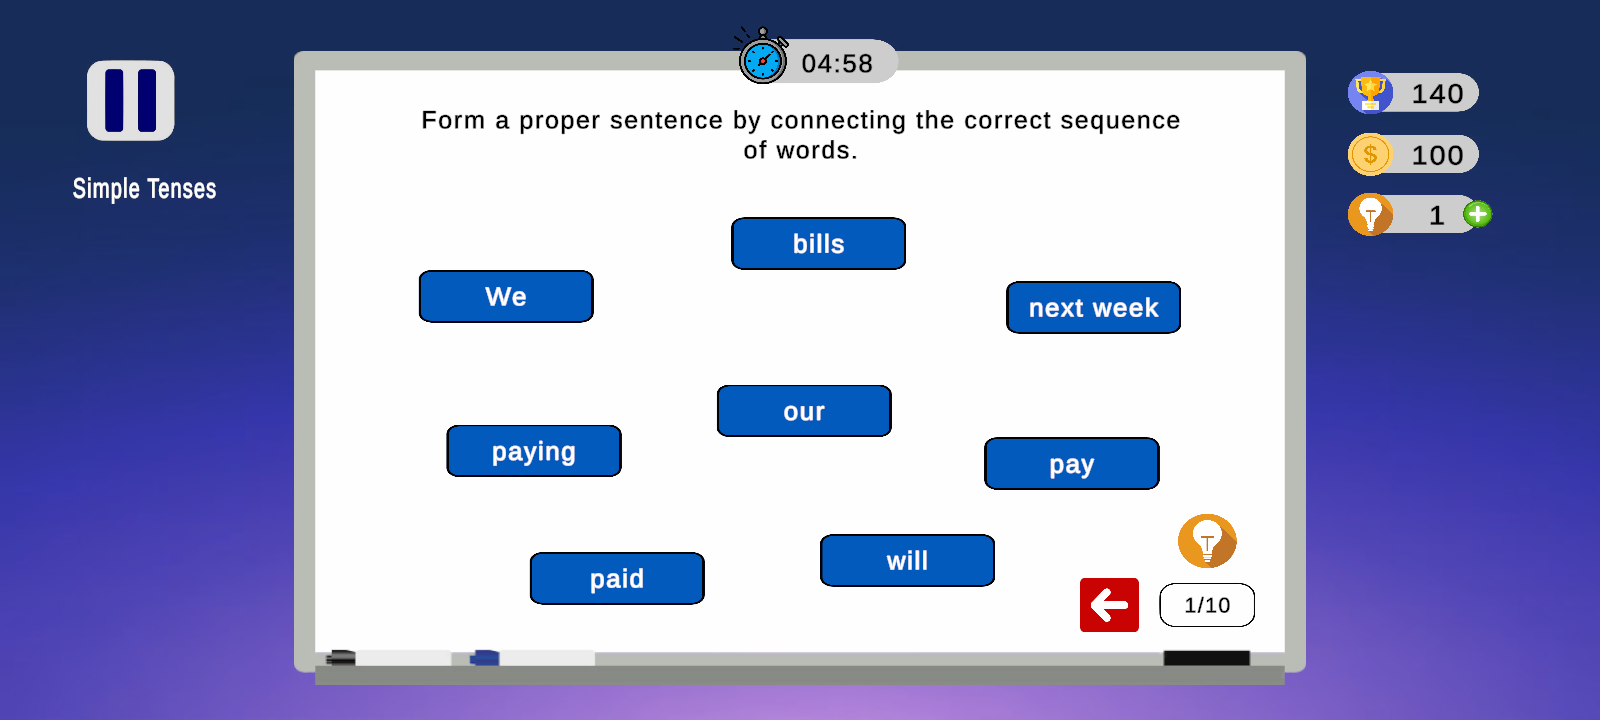 04:58
140
100
1
Simple Tenses
Form a proper sentence by connecting the correct sequence
of words.
bills
We
next week
our
paying
pay
will
paid
1/10